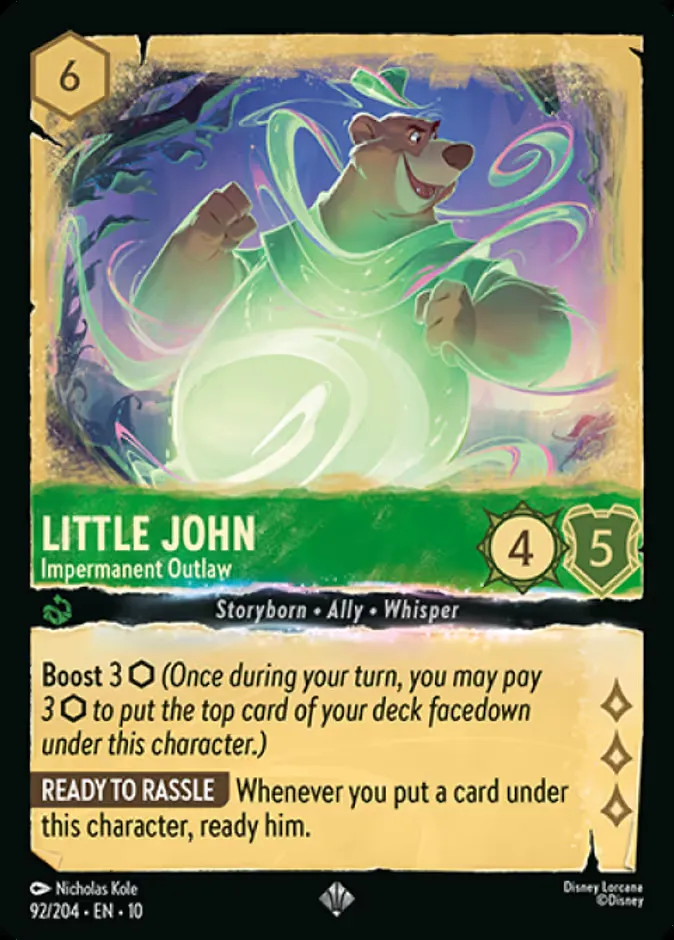 6
LITTLE JOHN
Impermanent Outlaw
4
5
Storyborn • Ally • Whisper
Boost 3 ⬡ (Once during your turn, you may pay
3 ⬡ to put the top card of your deck facedown
under this character.)
READY TO RASSLE Whenever you put a card under
this character, ready him.
Nicholas Kole
92/204 • EN • 10
Disney Lorcana
©Disney